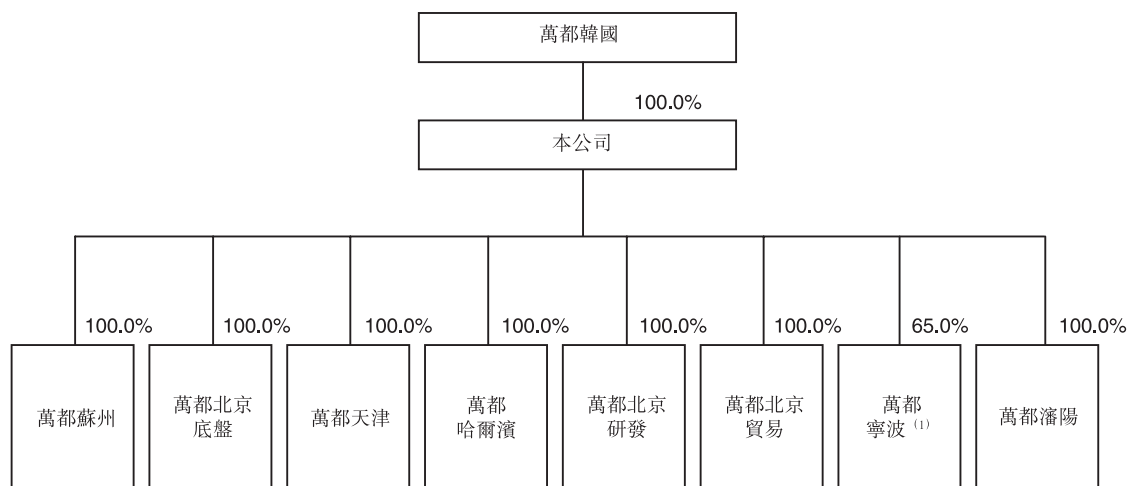 萬都韓國
100.0%
本公司
100.0%
100.0%
100.0%
100.0%
100.0%
100.0%
65.0%
100.0%
萬都蘇州
萬都北京
底盤
萬都天津
萬都
哈爾濱
萬都北京
研發
萬都北京
貿易
萬都
寧波 (1)
萬都瀋陽